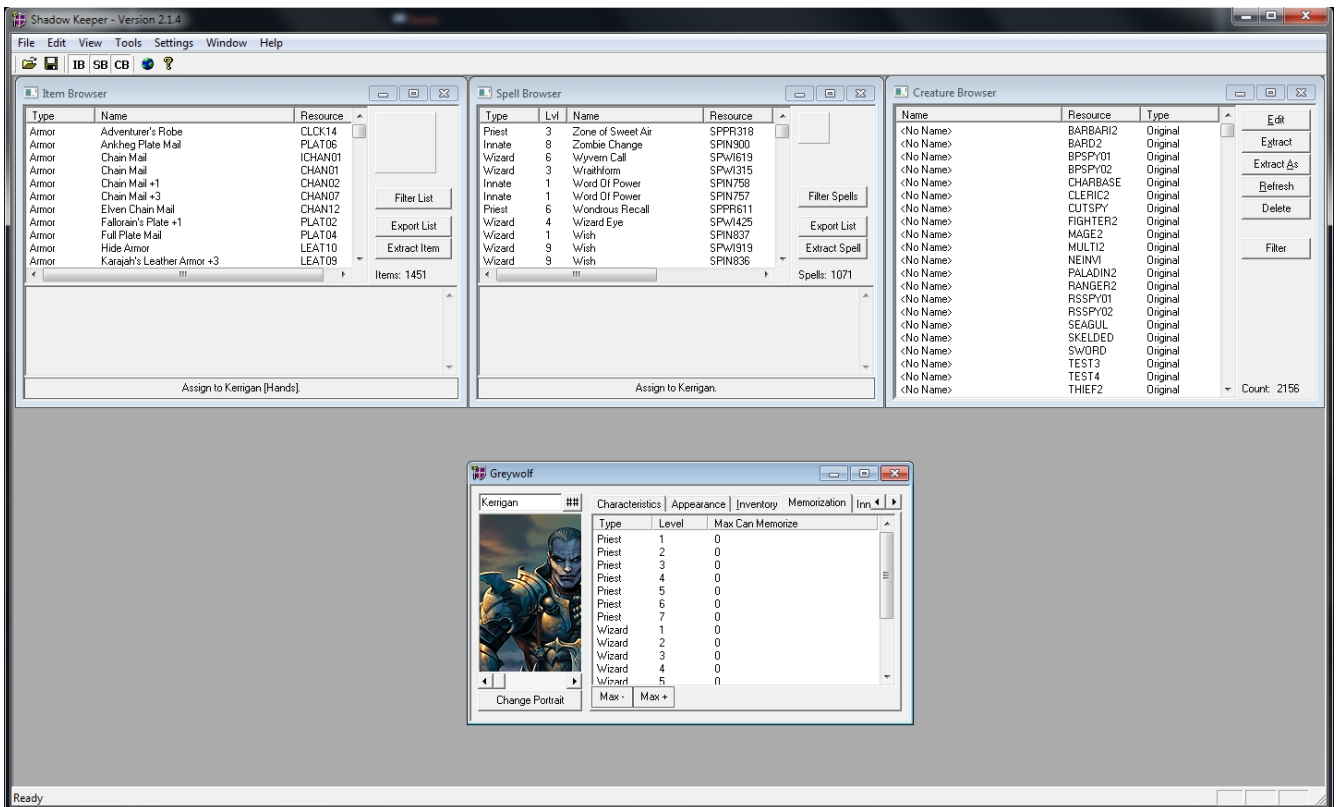 Shadow Keeper - Version 2.1.4
File Edit View Tools Settings Window Help
IB SB CB
Item Browser
Type Name Resource
Armor Adventurer's Robe CLCK14
Armor Ankheg Plate Mail PLAT06
Armor Chain Mail ICHAN01
Armor Chain Mail CHAN01
Armor Chain Mail +1 CHAN02
Armor Chain Mail +3 CHAN07
Armor Elven Chain Mail CHAN12
Armor Fallorain's Plate +1 PLAT02
Armor Full Plate Mail PLAT04
Armor Hide Armor LEAT10
Armor Karajah's Leather Armor +3 LEAT09
Filter List
Export List
Extract Item
Items: 1451
Assign to Kerrigan [Hands].
Spell Browser
Type Lvl Name Resource
Priest 3 Zone of Sweet Air SPPR318
Innate 8 Zombie Change SPIN900
Wizard 6 Wyvern Call SPWI619
Wizard 3 Wraithform SPWI315
Innate 1 Word Of Power SPIN758
Innate 1 Word Of Power SPIN757
Priest 6 Wondrous Recall SPPR611
Wizard 4 Wizard Eye SPWI425
Wizard 1 Wish SPIN837
Wizard 9 Wish SPWI919
Wizard 9 Wish SPIN836
Filter Spells
Export List
Extract Spell
Spells: 1071
Assign to Kerrigan.
Creature Browser
Name Resource Type
<No Name> BARBARI2 Original
<No Name> BARD2 Original
<No Name> BPSPY01 Original
<No Name> BPSPY02 Original
<No Name> CHARBASE Original
<No Name> CLERIC2 Original
<No Name> CUTSPY Original
<No Name> FIGHTER2 Original
<No Name> MAGE2 Original
<No Name> MULTI2 Original
<No Name> NEINVI Original
<No Name> PALADIN2 Original
<No Name> RANGER2 Original
<No Name> RSSPY01 Original
<No Name> RSSPY02 Original
<No Name> SEAGUL Original
<No Name> SKELDED Original
<No Name> SWORD Original
<No Name> TEST3 Original
<No Name> TEST4 Original
<No Name> THIEF2 Original
Edit
Extract
Extract As
Refresh
Delete
Filter
Count: 2156
Greywolf
Kerrigan ##
Change Portrait
Characteristics Appearance Inventory Memorization Inn
Type Level Max Can Memorize
Priest 1 0
Priest 2 0
Priest 3 0
Priest 4 0
Priest 5 0
Priest 6 0
Priest 7 0
Wizard 1 0
Wizard 2 0
Wizard 3 0
Wizard 4 0
Wizard 5 0
Max - Max +
Ready